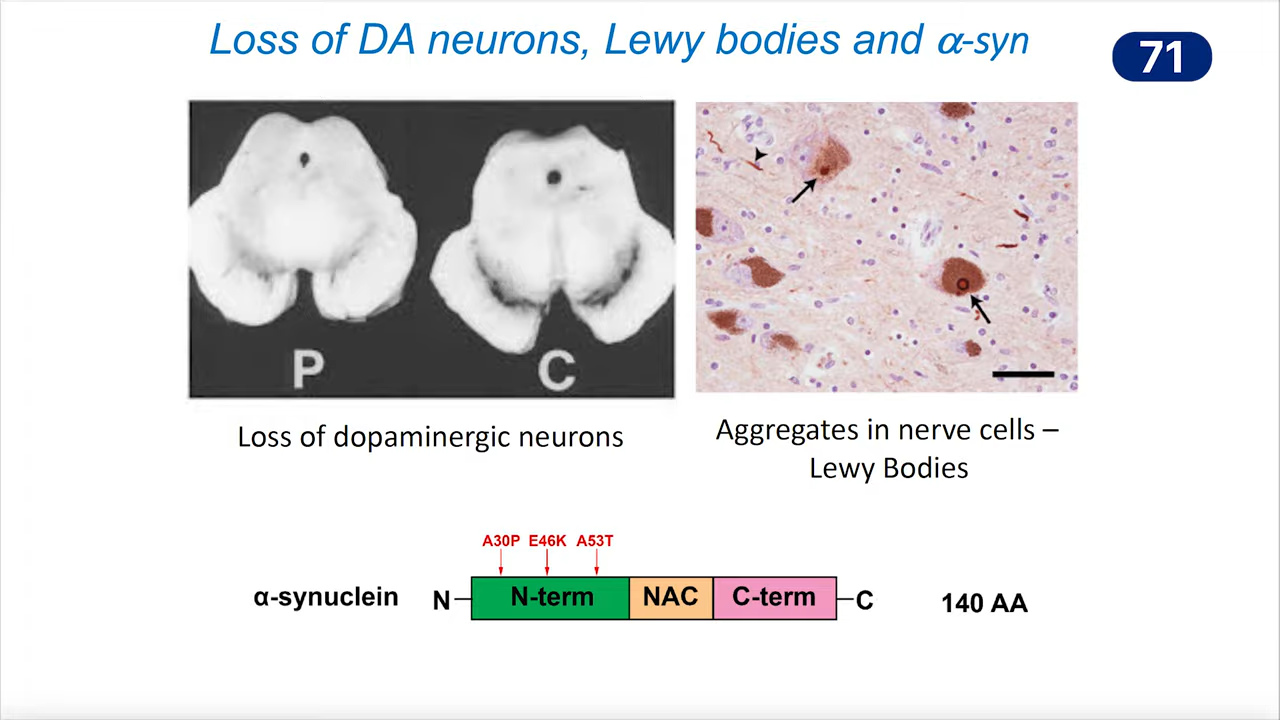 Loss of DA neurons, Lewy bodies and α-syn
71
P
C
Loss of dopaminergic neurons
Aggregates in nerve cells –
Lewy Bodies
A30P E46K A53T
α-synuclein N N-term NAC C-term C 140 AA